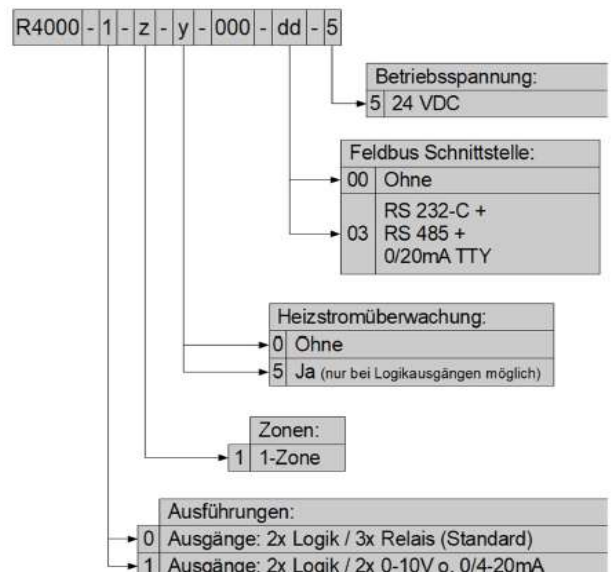 R4000 - 1 - z - y - 000 - dd - 5
Betriebsspannung:
5 24 VDC
Feldbus Schnittstelle:
00 Ohne
03 RS 232-C +
RS 485 +
0/20mA TTY
Heizstromüberwachung:
0 Ohne
5 Ja (nur bei Logikausgängen möglich)
Zonen:
1 1-Zone
Ausführungen:
0 Ausgänge: 2x Logik / 3x Relais (Standard)
1 Ausgänge: 2x Logik / 2x 0-10V o. 0/4-20mA